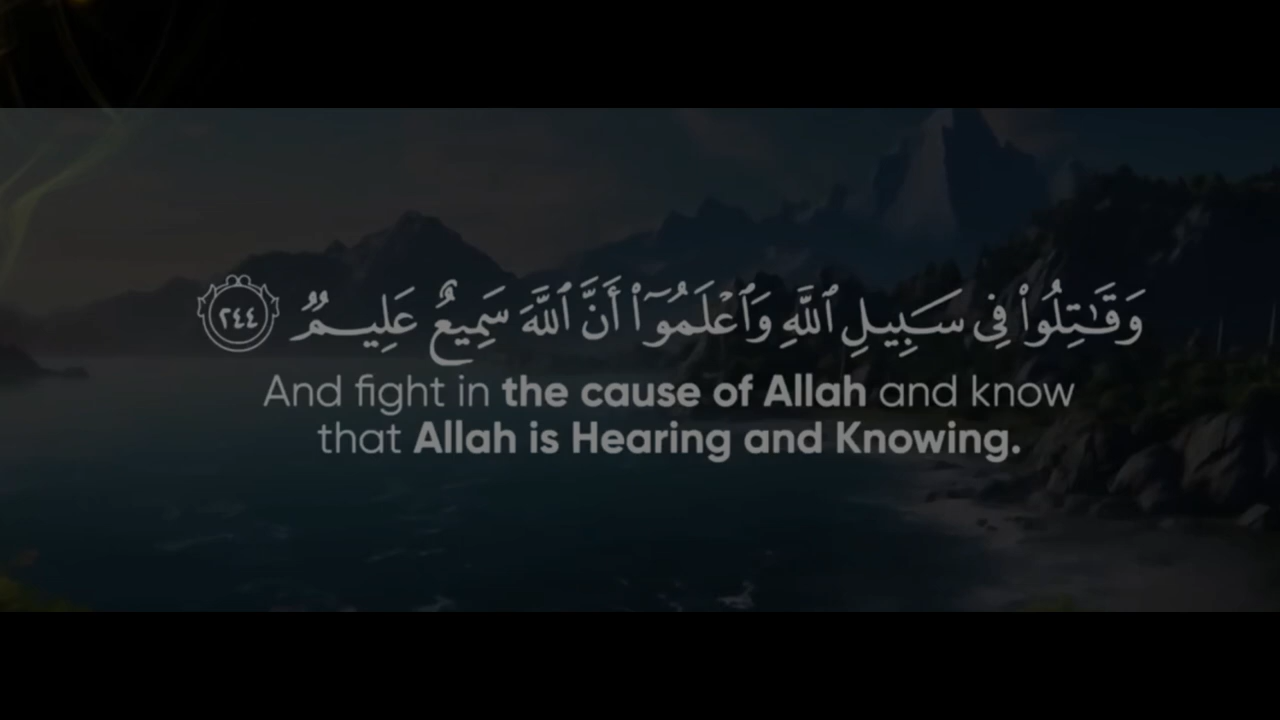 وَقَـٰتِلُوا۟ فِى سَبِيلِ ٱللَّهِ وَٱعْلَمُوٓا۟ أَنَّ ٱللَّهَ سَمِيعٌ عَلِيمٌ ٢٤٤
And fight in the cause of Allah and know
that Allah is Hearing and Knowing.